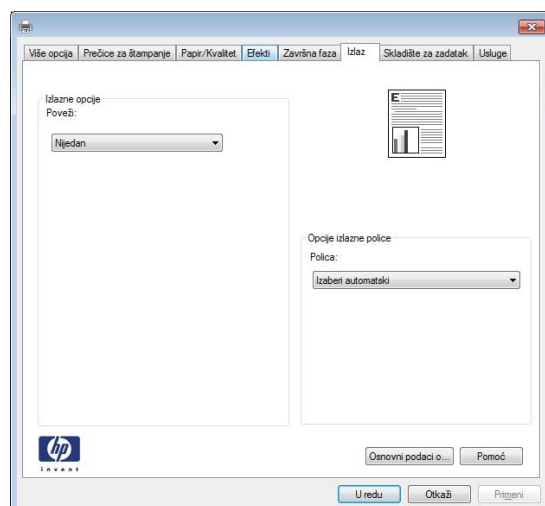 Više opcija Prečice za štampanje Papir/Kvalitet Efekti Završna faza Izlaz Skladište za zadatak Usluge
Izlazne opcije
Poveži:
Nijedan
E
Opcije izlazne police
Polica:
Izaberi automatski
hp
invent
Osnovni podaci o... Pomoć
U redu Otkaži Primeni